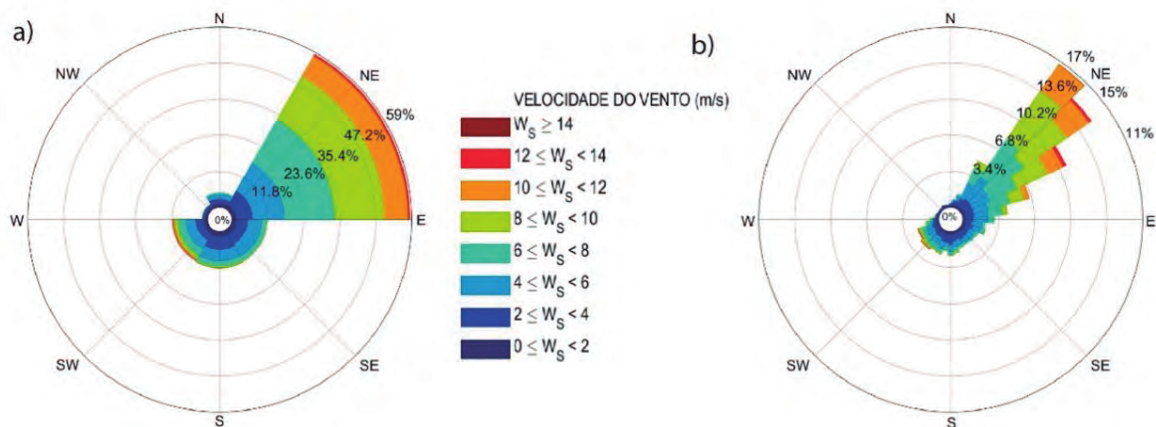 a)
N
NW
NE
59%
47.2%
35.4%
23.6%
11.8%
0%
W
E
SW
SE
S
VELOCIDADE DO VENTO (m/s)
W_S ≥ 14
12 ≤ W_S < 14
10 ≤ W_S < 12
8 ≤ W_S < 10
6 ≤ W_S < 8
4 ≤ W_S < 6
2 ≤ W_S < 4
0 ≤ W_S < 2
b)
N
NW
17%
NE
13.6%
15%
10.2%
11%
6.8%
3.4%
0%
W
E
SW
SE
S